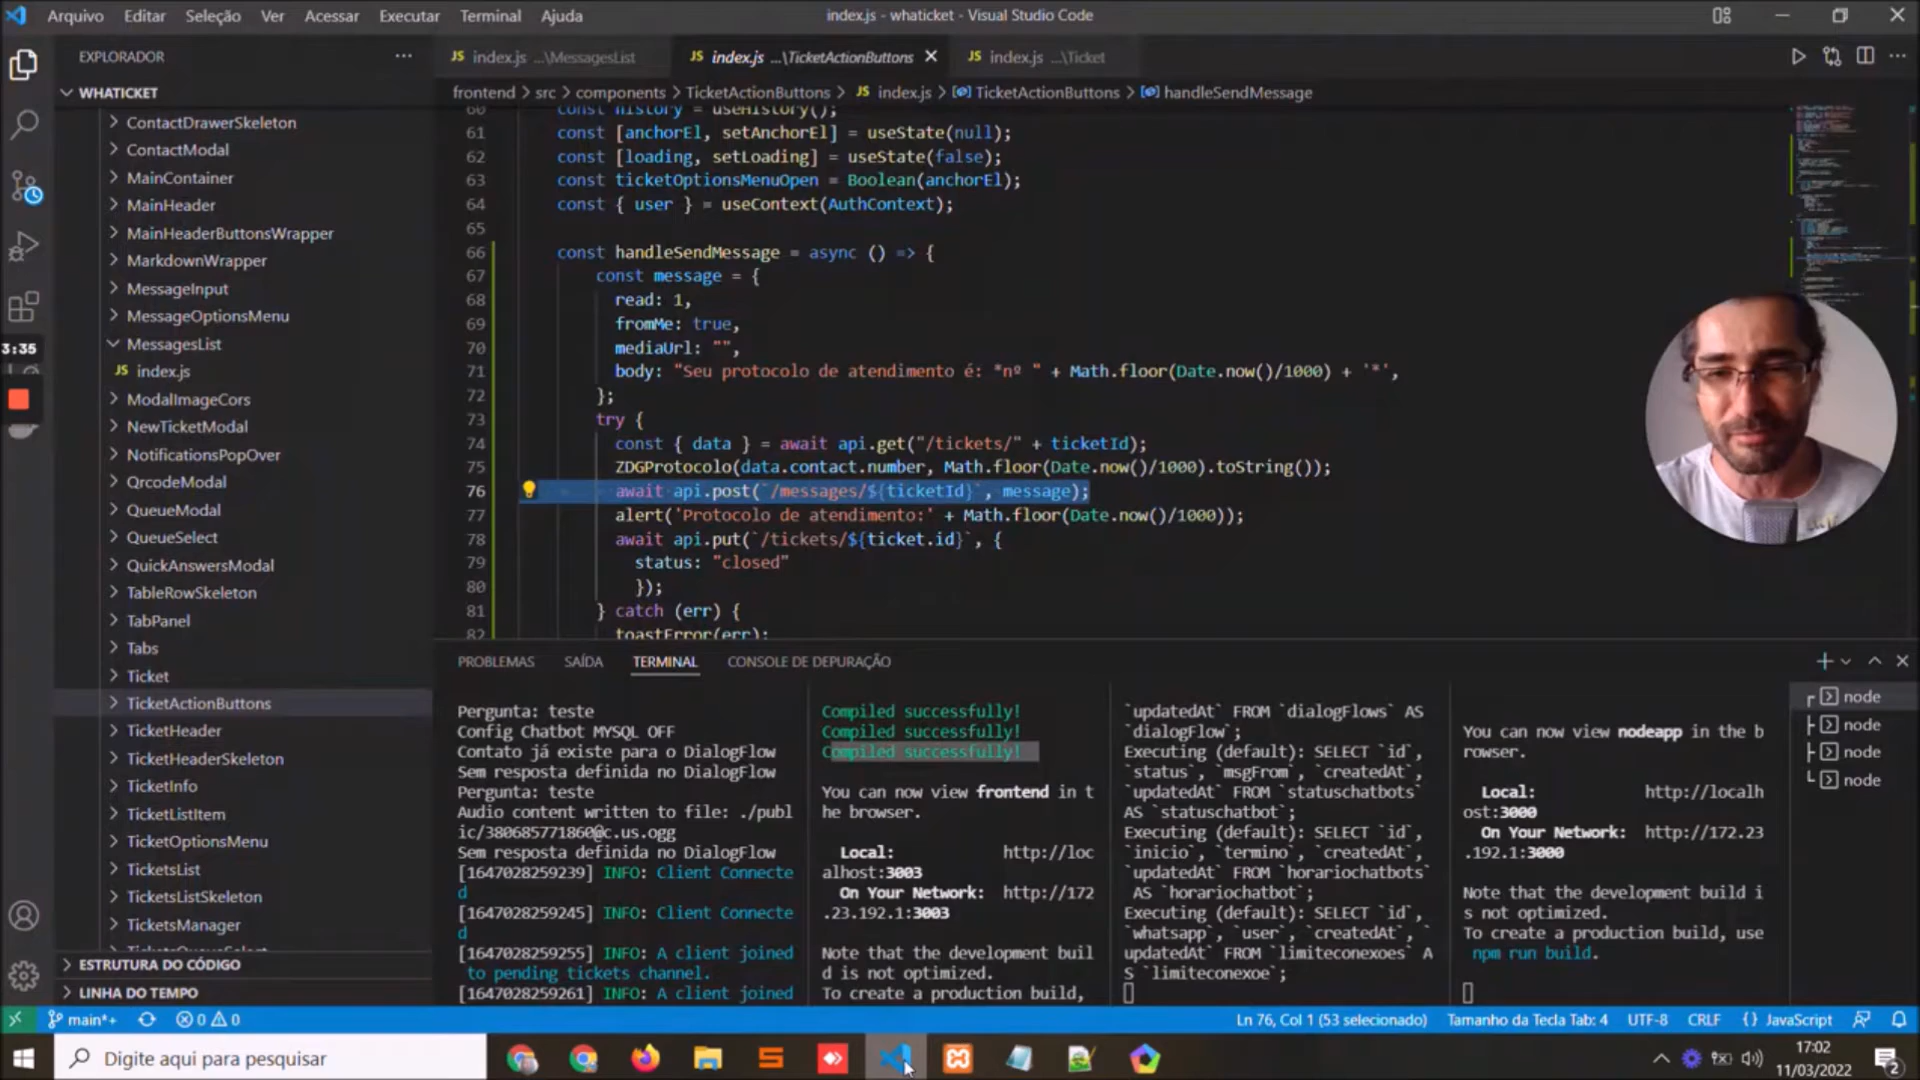 Arquivo Editar Seleção Ver Acessar Executar Terminal Ajuda
index.js - whaticket - Visual Studio Code
EXPLORADOR
JS index.js ...\MessagesList
JS index.js ...\TicketActionButtons
JS index.js ...\Ticket
WHATICKET
frontend > src > components > TicketActionButtons > JS index.js > TicketActionButtons > handleSendMessage
ContactDrawerSkeleton
ContactModal
MainContainer
MainHeader
MainHeaderButtonsWrapper
MarkdownWrapper
MessageInput
MessageOptionsMenu
MessagesList
JS index.js
ModalImageCors
NewTicketModal
NotificationsPopOver
QrcodeModal
QueueModal
QueueSelect
QuickAnswersModal
TableRowSkeleton
TabPanel
Tabs
Ticket
TicketActionButtons
TicketHeader
TicketHeaderSkeleton
TicketInfo
TicketListItem
TicketOptionsMenu
TicketsList
TicketsListSkeleton
TicketsManager
TicketsQueueSelect
ESTRUTURA DO CÓDIGO
LINHA DO TEMPO
3:35
60 const history = useHistory();
61 const [anchorEl, setAnchorEl] = useState(null);
62 const [loading, setLoading] = useState(false);
63 const ticketOptionsMenuOpen = Boolean(anchorEl);
64 const { user } = useContext(AuthContext);
65
66 const handleSendMessage = async () => {
67 const message = {
68 read: 1,
69 fromMe: true,
70 mediaUrl: "",
71 body: "Seu protocolo de atendimento é: *nº " + Math.floor(Date.now()/1000) + '*',
72 };
73 try {
74 const { data } = await api.get("/tickets/" + ticketId);
75 ZDGProtocolo(data.contact.number, Math.floor(Date.now()/1000).toString());
76 await api.post(`/messages/${ticketId}`, message);
77 alert('Protocolo de atendimento:' + Math.floor(Date.now()/1000));
78 await api.put(`/tickets/${ticket.id}`, {
79 status: "closed"
80 });
81 } catch (err) {
82 toastError(err);
PROBLEMAS SAÍDA TERMINAL CONSOLE DE DEPURAÇÃO
Pergunta: teste
Config Chatbot MYSQL OFF
Contato já existe para o DialogFlow
Sem resposta definida no DialogFlow
Pergunta: teste
Audio content written to file: ./publ
ic/380685771860@c.us.ogg
Sem resposta definida no DialogFlow
[1647028259239] INFO: Client Connecte
d
[1647028259245] INFO: Client Connecte
d
[1647028259255] INFO: A client joined
to pending tickets channel.
[1647028259261] INFO: A client joined
Compiled successfully!
Compiled successfully!
Compiled successfully!
You can now view frontend in t
he browser.
Local: http://loc
alhost:3003
On Your Network: http://172
.23.192.1:3003
Note that the development buil
d is not optimized.
To create a production build,
`updatedAt` FROM `dialogFlows` AS
`dialogFlow`;
Executing (default): SELECT `id`,
`status`, `msgFrom`, `createdAt`,
`updatedAt` FROM `statuschatbots`
AS `statuschatbot`;
Executing (default): SELECT `id`,
`inicio`, `termino`, `createdAt`,
`updatedAt` FROM `horariochatbots`
AS `horariochatbot`;
Executing (default): SELECT `id`,
`whatsapp`, `user`, `createdAt`, `
updatedAt` FROM `limiteconexoes` A
S `limiteconexoe`;
You can now view nodeapp in the b
rowser.
Local: http://localh
ost:3000
On Your Network: http://172.23
.192.1:3000
Note that the development build i
s not optimized.
To create a production build, use
npm run build.
node
node
node
node
main*+ 0 0
Ln 76, Col 1 (53 selecionado) Tamanho da Tecla Tab: 4 UTF-8 CRLF {} JavaScript
Digite aqui para pesquisar
17:02
11/03/2022
2